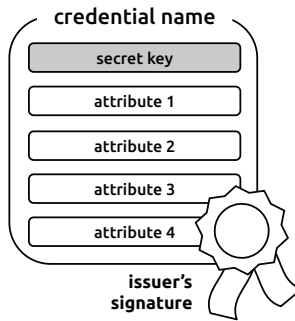 credential name
secret key
attribute 1
attribute 2
attribute 3
attribute 4
issuer's
signature